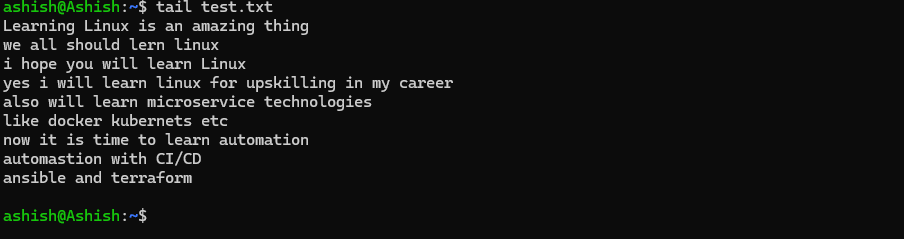 ashish@Ashish:~$ tail test.txt
Learning Linux is an amazing thing
we all should lern linux
i hope you will learn Linux
yes i will learn linux for upskilling in my career
also will learn microservice technologies
like docker kubernets etc
now it is time to learn automation
automastion with CI/CD
ansible and terraform
ashish@Ashish:~$